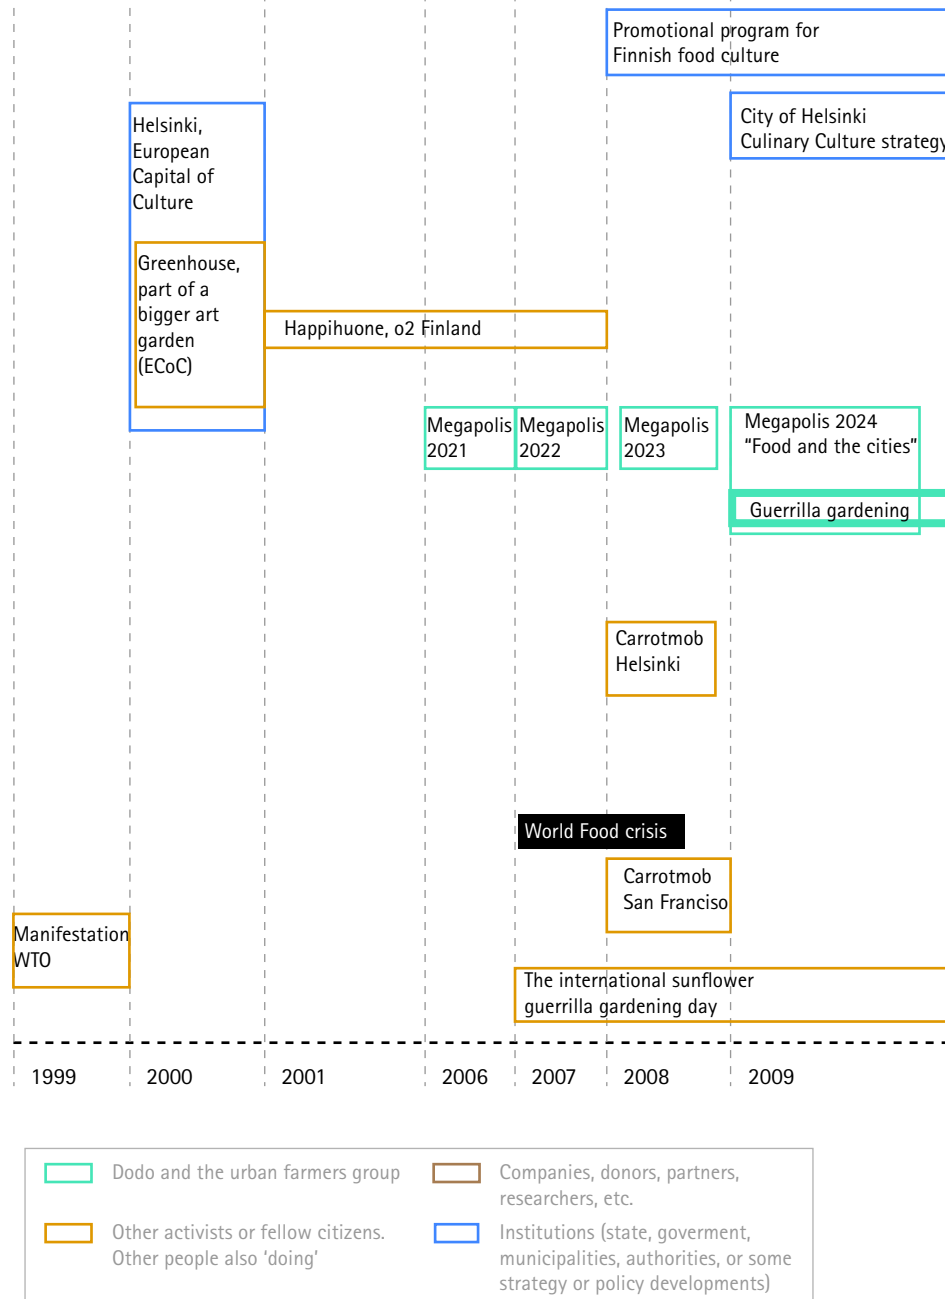 Promotional program for
Finnish food culture
City of Helsinki
Culinary Culture strategy
Helsinki,
European
Capital of
Culture
Greenhouse,
part of a
bigger art
garden
(ECoC)
Happihuone, o2 Finland
Megapolis
2021
Megapolis
2022
Megapolis
2023
Megapolis 2024
“Food and the cities”
Guerrilla gardening
Carrotmob
Helsinki
World Food crisis
Carrotmob
San Franciso
Manifestation
WTO
The international sunflower
guerrilla gardening day
1999
2000
2001
2006
2007
2008
2009
Dodo and the urban farmers group
Companies, donors, partners,
researchers, etc.
Other activists or fellow citizens.
Other people also ‘doing’
Institutions (state, goverment,
municipalities, authorities, or some
strategy or policy developments)